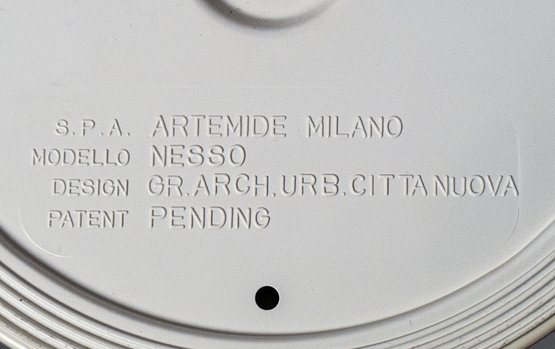 S.P.A. ARTEMIDE MILANO
MODELLO NESSO
DESIGN GR.ARCH.URB.CITTA NUOVA
PATENT PENDING